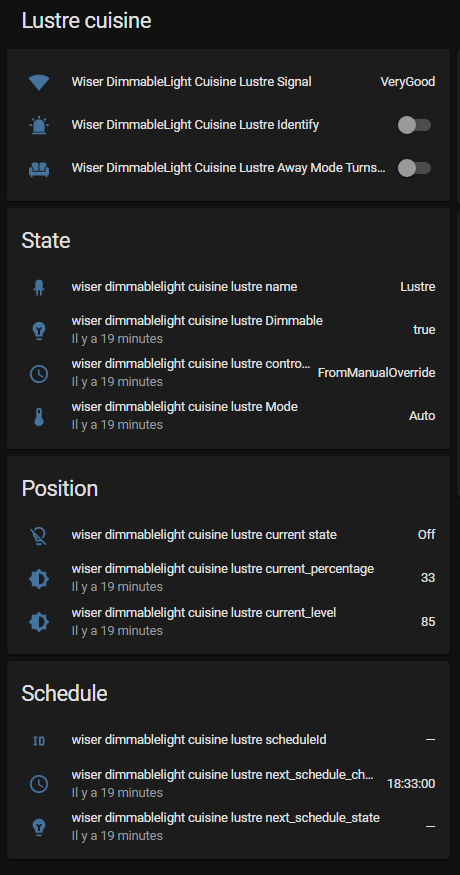 Lustre cuisine
Wiser DimmableLight Cuisine Lustre Signal VeryGood
Wiser DimmableLight Cuisine Lustre Identify
Wiser DimmableLight Cuisine Lustre Away Mode Turns...
State
wiser dimmablelight cuisine lustre name Lustre
wiser dimmablelight cuisine lustre Dimmable true
Il y a 19 minutes
wiser dimmablelight cuisine lustre contro... FromManualOverride
Il y a 19 minutes
wiser dimmablelight cuisine lustre Mode Auto
Il y a 19 minutes
Position
wiser dimmablelight cuisine lustre current state Off
wiser dimmablelight cuisine lustre current_percentage 33
Il y a 19 minutes
wiser dimmablelight cuisine lustre current_level 85
Il y a 19 minutes
Schedule
ID wiser dimmablelight cuisine lustre scheduleId —
wiser dimmablelight cuisine lustre next_schedule_ch... 18:33:00
Il y a 19 minutes
wiser dimmablelight cuisine lustre next_schedule_state —
Il y a 19 minutes